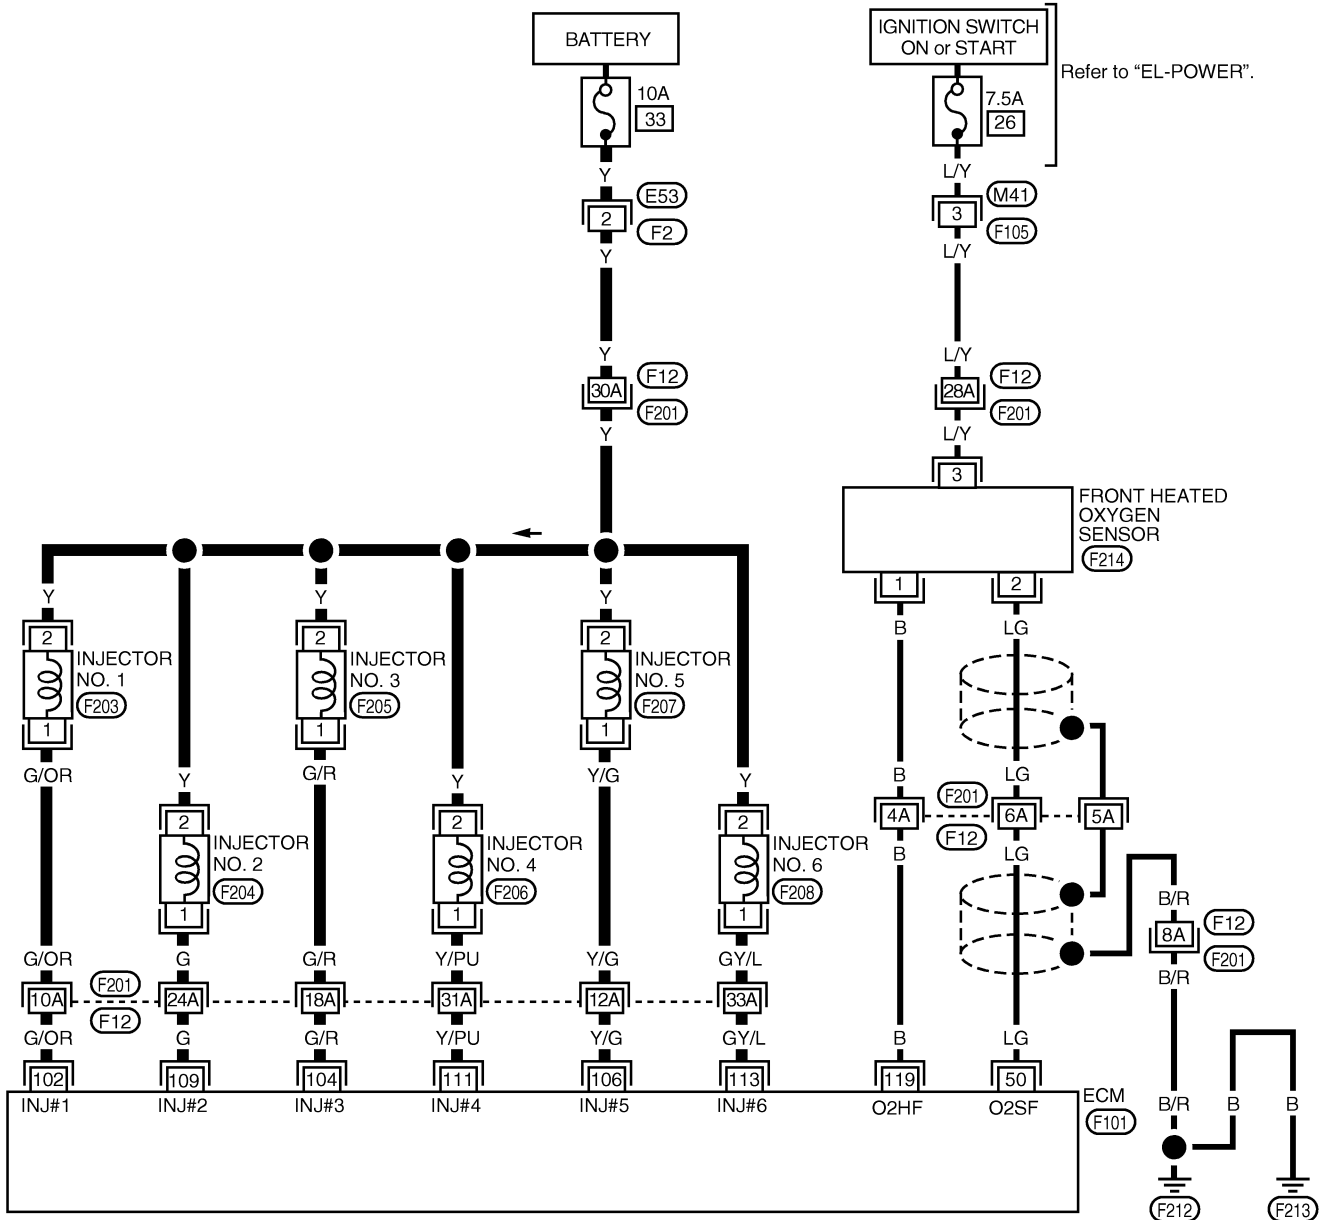 BATTERY
10A
33
Y
E53
2
F2
Y
Y
F12
30A
F201
Y
IGNITION SWITCH
ON or START
Refer to “EL-POWER”.
7.5A
26
L/Y
M41
3
F105
L/Y
L/Y
F12
28A
F201
L/Y
3
FRONT HEATED
OXYGEN
SENSOR
F214
1
2
B
LG
Y
Y
Y
2
INJECTOR
NO. 1
F203
1
G/OR
2
INJECTOR
NO. 3
F205
1
G/R
2
INJECTOR
NO. 5
F207
1
Y/G
Y
Y
Y
2
INJECTOR
NO. 2
F204
1
2
INJECTOR
NO. 4
F206
1
2
INJECTOR
NO. 6
F208
1
B
LG
F201
4A
6A
5A
F12
B
LG
B/R
F12
8A
F201
B/R
G/OR
G
G/R
Y/PU
Y/G
GY/L
F201
10A
24A
18A
31A
12A
33A
F12
G/OR
G
G/R
Y/PU
Y/G
GY/L
B
LG
102
109
104
111
106
113
119
50
INJ#1
INJ#2
INJ#3
INJ#4
INJ#5
INJ#6
O2HF
O2SF
ECM
F101
B/R
B
B
F212
F213